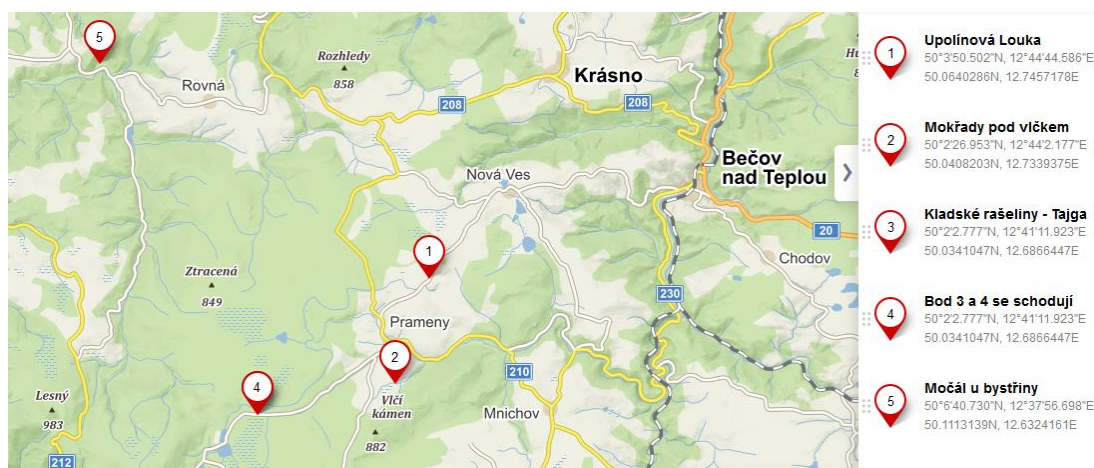 5
Rovná
Rozhledy
858
Krásno
208
208
Bečov
nad Teplou
Nová Ves
1
20
Chodov
Ztracená
849
230
Prameny
2
4
210
Lesný
983
Vlčí
kámen
882
Mnichov
212
1
Upolínová Louka
50°3'50.502"N, 12°44'44.586"E
50.0640286N, 12.7457178E
2
Mokřady pod vlčkem
50°2'26.953"N, 12°44'2.177"E
50.0408203N, 12.7339375E
3
Kladské rašeliny - Tajga
50°2'2.777"N, 12°41'11.923"E
50.0341047N, 12.6866447E
4
Bod 3 a 4 se schodují
50°2'2.777"N, 12°41'11.923"E
50.0341047N, 12.6866447E
5
Močál u bystřiny
50°6'40.730"N, 12°37'56.698"E
50.1113139N, 12.6324161E